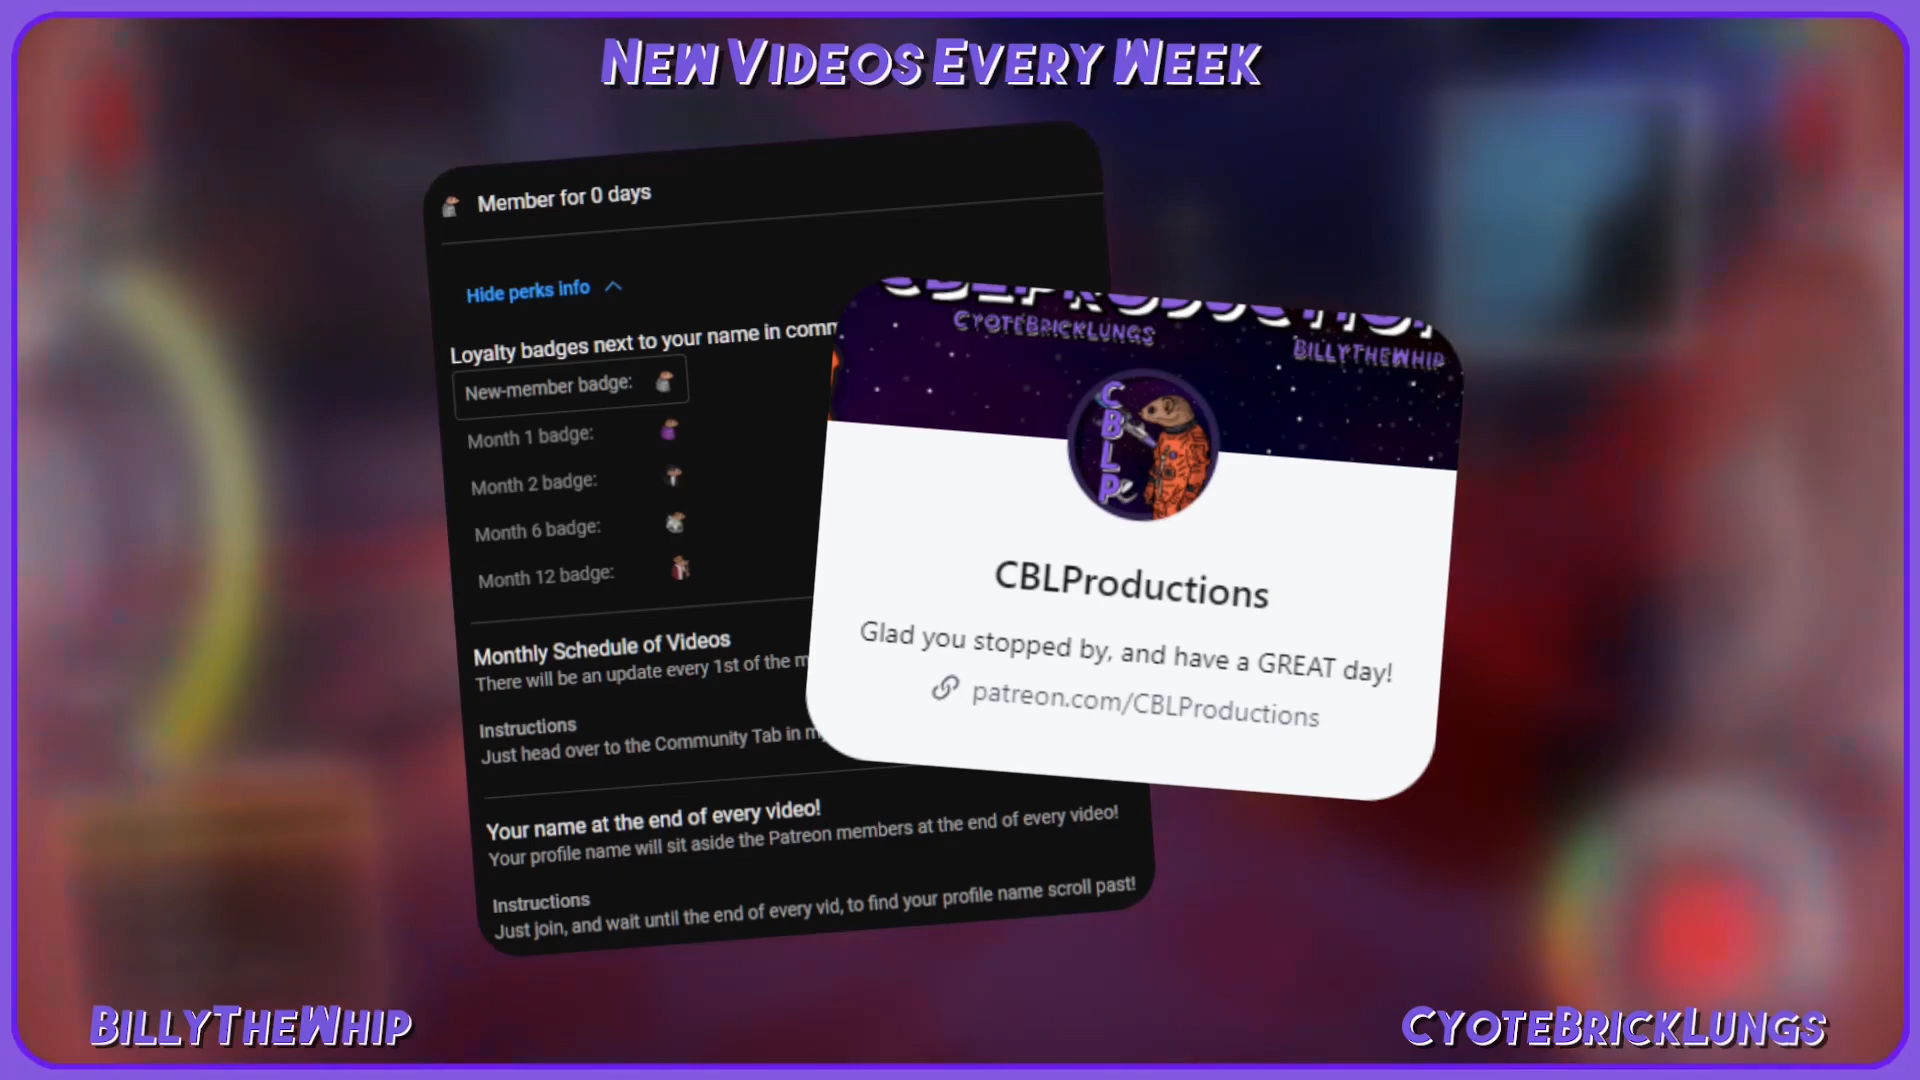 NEW VIDEOS EVERY WEEK
Member for 0 days
Hide perks info
Loyalty badges next to your name in comm
New-member badge:
Month 1 badge:
Month 2 badge:
Month 6 badge:
Month 12 badge:
Monthly Schedule of Videos
There will be an update every 1st of the m
Instructions
Just head over to the Community Tab in m
Your name at the end of every video!
Your profile name will sit aside the Patreon members at the end of every video!
Instructions
Just join, and wait until the end of every vid, to find your profile name scroll past!
CBLPRODUCTION
CYOTEBRICKLUNGS
BILLYTHEWHIP
CBLP
CBLProductions
Glad you stopped by, and have a GREAT day!
patreon.com/CBLProductions
BILLYTHEWHIP
CYOTEBRICKLUNGS